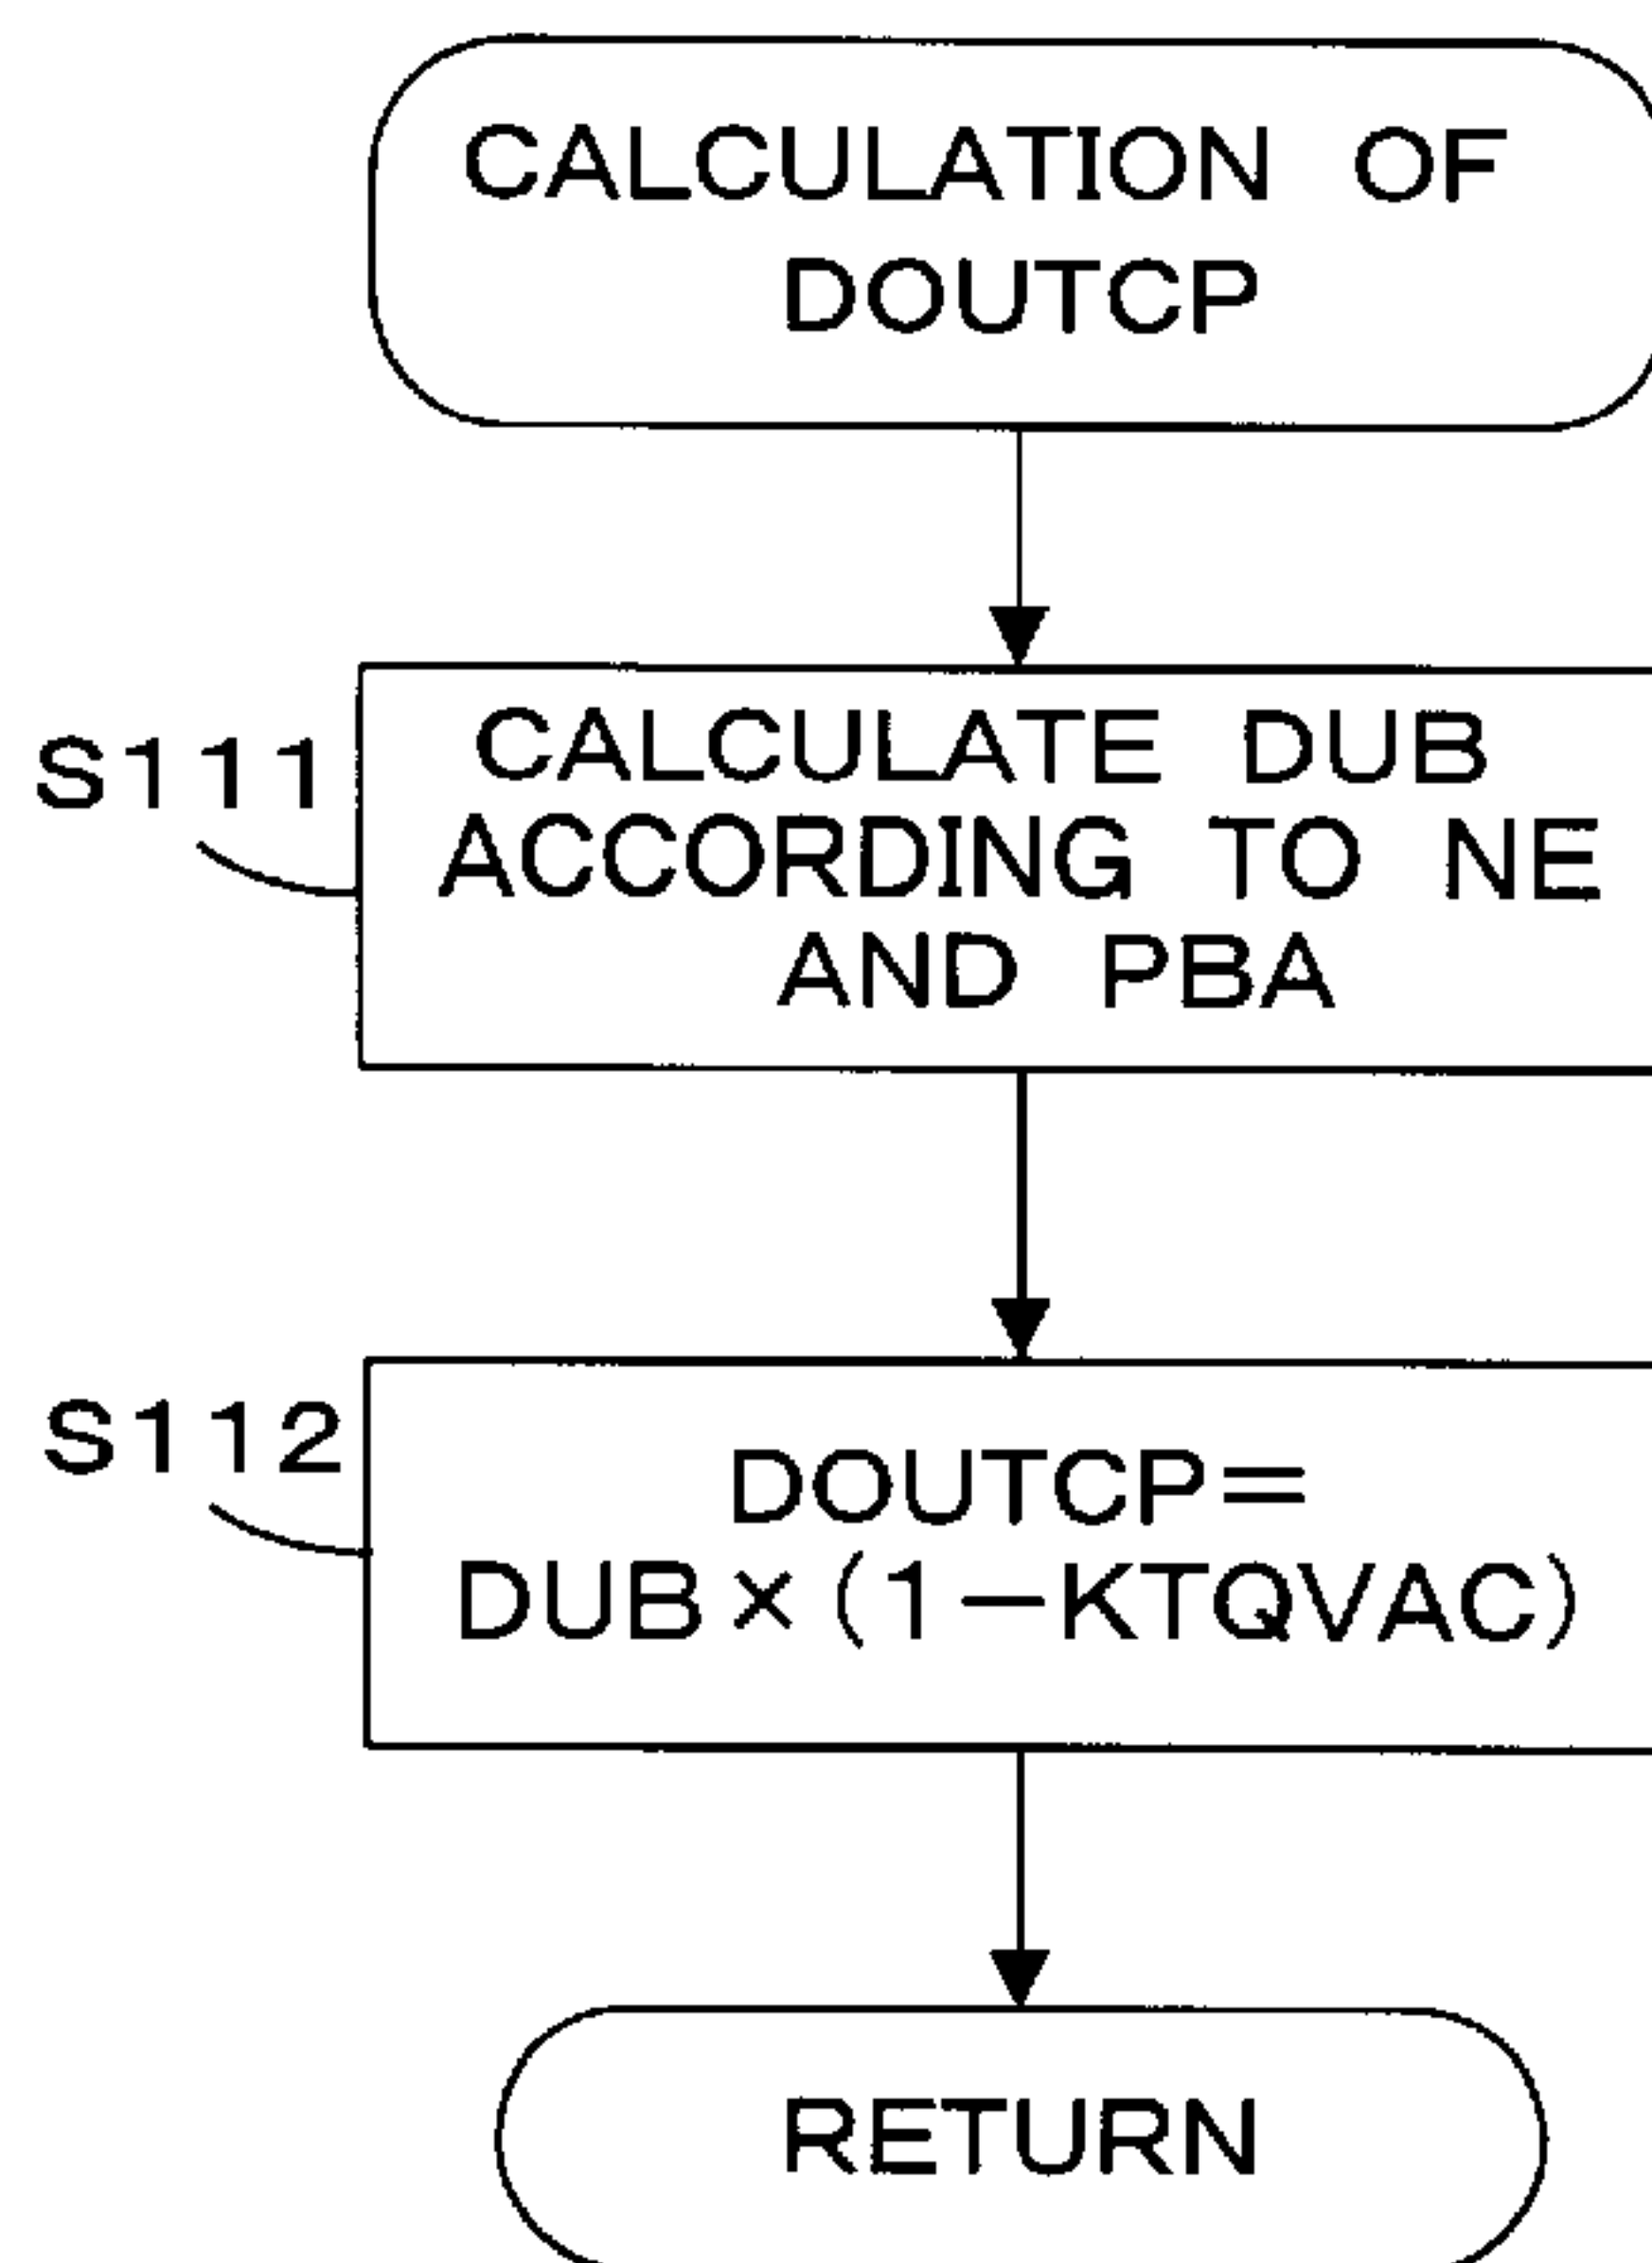 CALCULATION OF
DOUTCP
S111
CALCULATE DUB
ACCORDING TO NE
AND PBA
S112
DOUTCP=
DUB×(1−KTQVAC)
RETURN